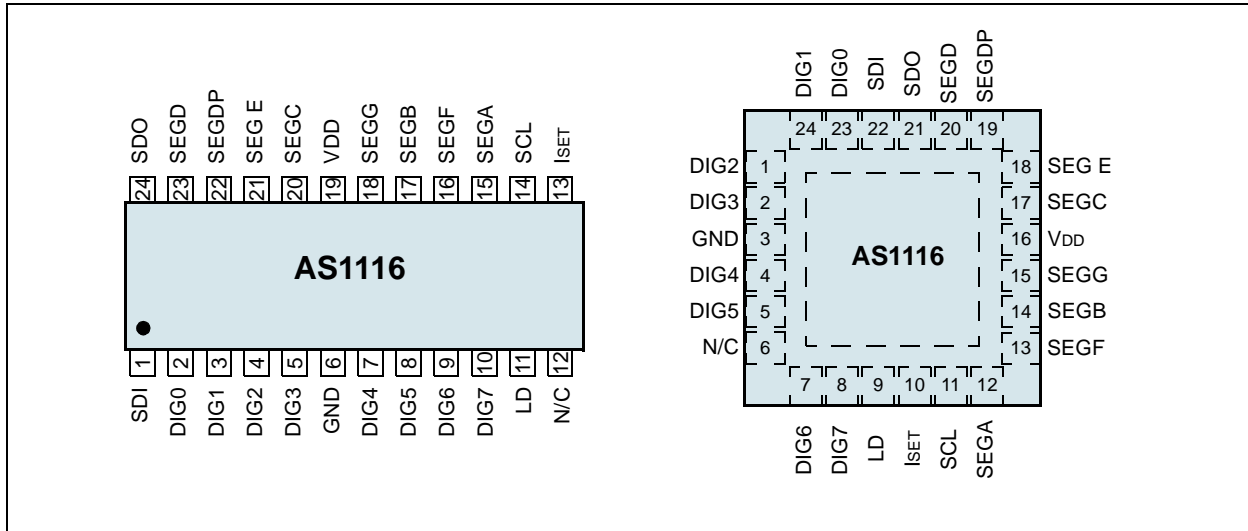 SDO SEGD SEGDP SEG E SEGC VDD SEGG SEGB SEGF SEGA SCL ISET
24 23 22 21 20 19 18 17 16 15 14 13
AS1116
1 2 3 4 5 6 7 8 9 10 11 12
SDI DIG0 DIG1 DIG2 DIG3 GND DIG4 DIG5 DIG6 DIG7 LD N/C
DIG1 DIG0 SDI SDO SEGD SEGDP
24 23 22 21 20 19
DIG2 1 18 SEG E
DIG3 2 17 SEGC
GND 3 16 VDD
AS1116
DIG4 4 15 SEGG
DIG5 5 14 SEGB
N/C 6 13 SEGF
7 8 9 10 11 12
DIG6 DIG7 LD ISET SCL SEGA